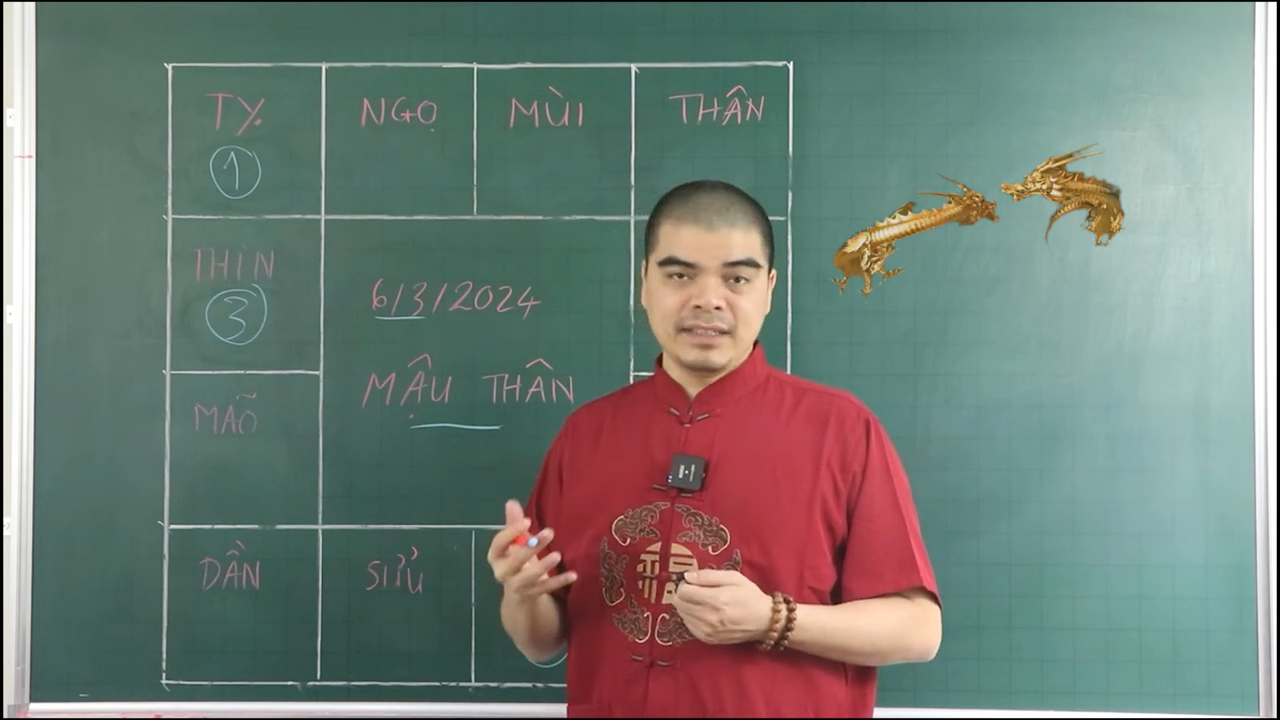 TỴ NGỌ MÙI THÂN
1
THÌN
3
6/3/2024
MẬU THÂN
MÃO
DẦN SỬU